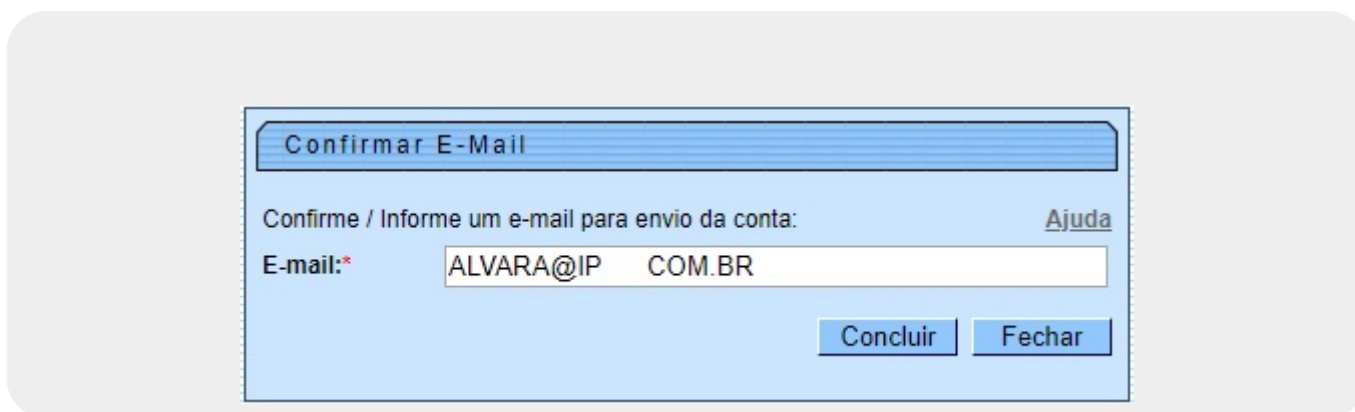 Confirmar E-Mail
Confirme / Informe um e-mail para envio da conta: Ajuda
E-mail:* ALVARA@IP COM.BR
Concluir Fechar